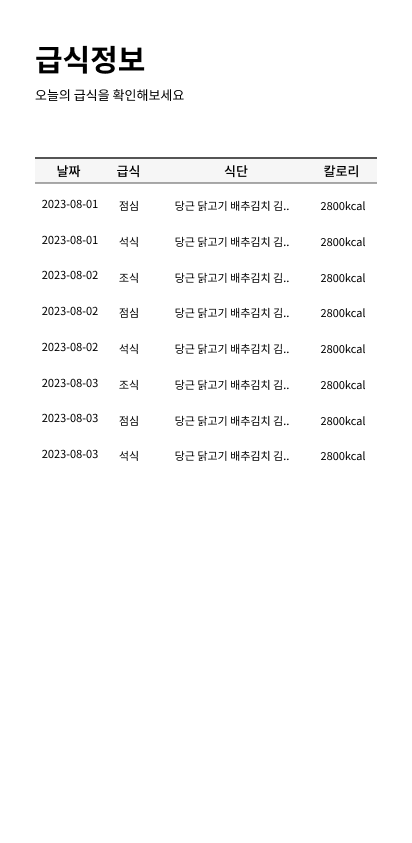 급식정보
오늘의 급식을 확인해보세요
날짜 급식 식단 칼로리
2023-08-01 점심 당근 닭고기 배추김치 김.. 2800kcal
2023-08-01 석식 당근 닭고기 배추김치 김.. 2800kcal
2023-08-02 조식 당근 닭고기 배추김치 김.. 2800kcal
2023-08-02 점심 당근 닭고기 배추김치 김.. 2800kcal
2023-08-02 석식 당근 닭고기 배추김치 김.. 2800kcal
2023-08-03 조식 당근 닭고기 배추김치 김.. 2800kcal
2023-08-03 점심 당근 닭고기 배추김치 김.. 2800kcal
2023-08-03 석식 당근 닭고기 배추김치 김.. 2800kcal